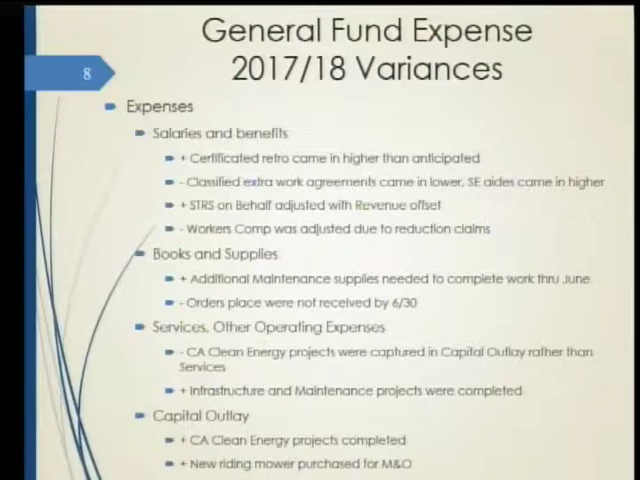 General Fund Expense
2017/18 Variances
8
Expenses
Salaries and benefits
+ Certificated retro came in higher than anticipated
- Classified extra work agreements came in lower, SE aides came in higher
+ STRS on Behalf adjusted with Revenue offset
- Workers Comp was adjusted due to reduction claims
Books and Supplies
+ Additional Maintenance supplies needed to complete work thru June
- Orders place were not received by 6/30
Services, Other Operating Expenses
- CA Clean Energy projects were captured in Capital Outlay rather than
Services
+ Infrastructure and Maintenance projects were completed
Capital Outlay
+ CA Clean Energy projects completed
+ New riding mower purchased for M&O